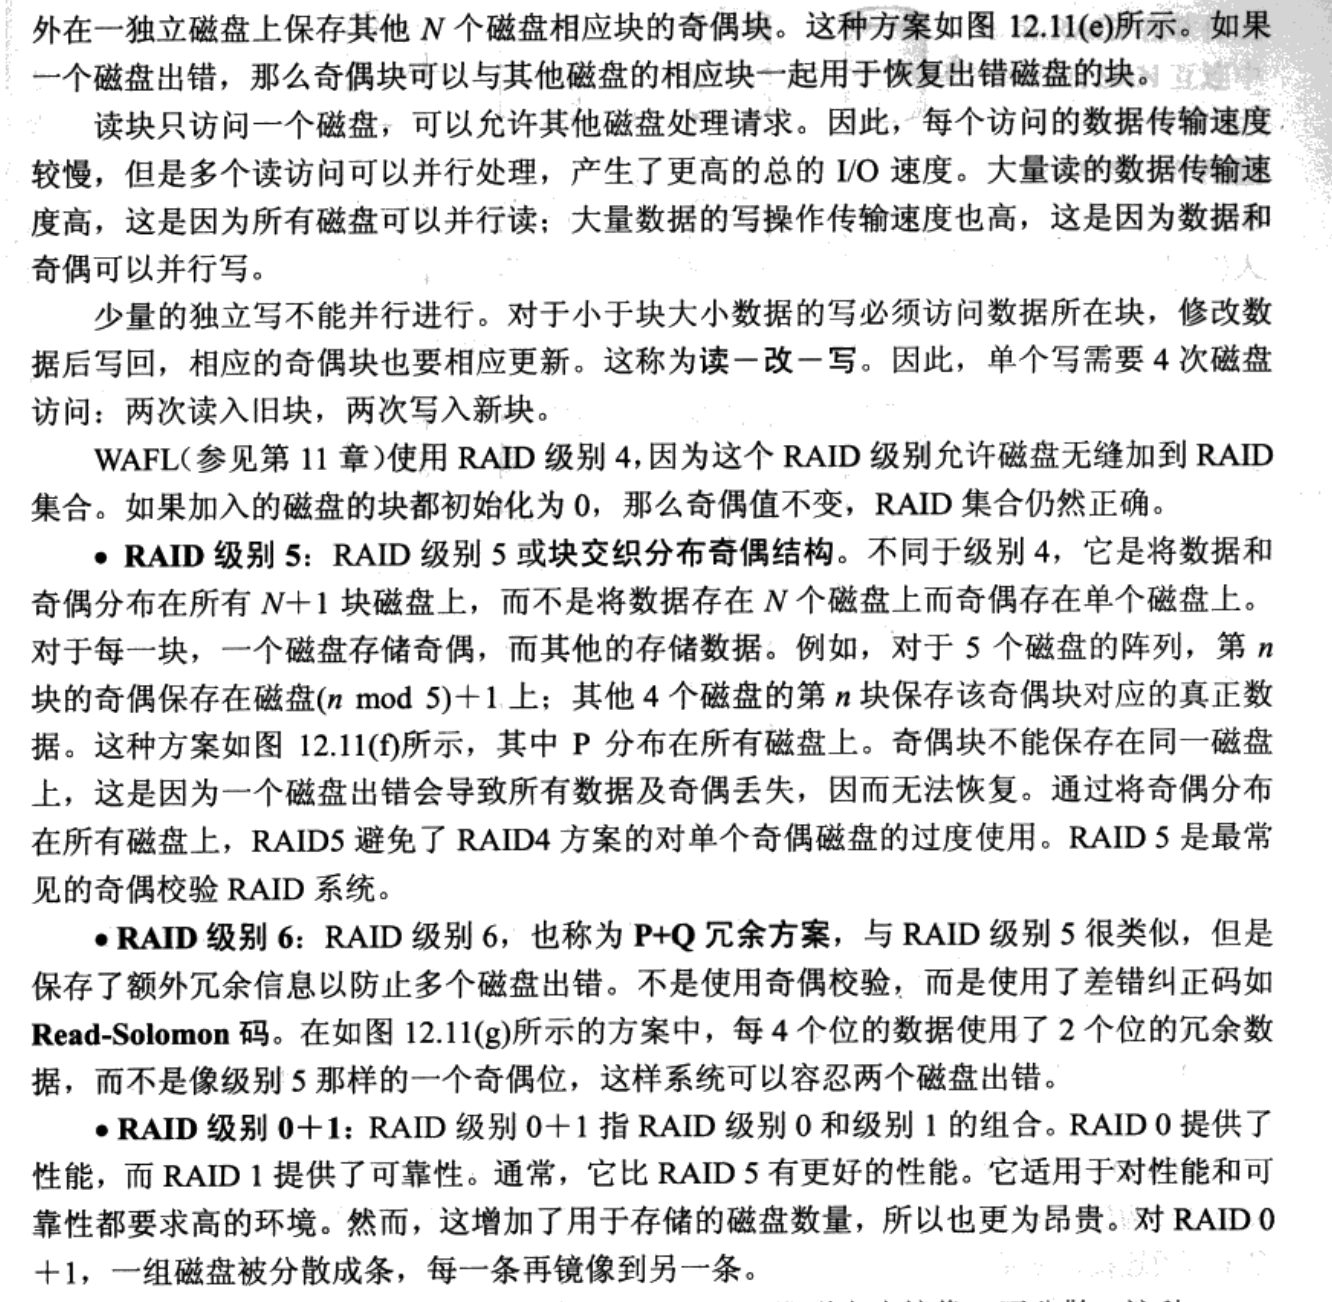 外在一独立磁盘上保存其他 N 个磁盘相应块的奇偶块。这种方案如图 12.11(e)所示。如果
一个磁盘出错，那么奇偶块可以与其他磁盘的相应块一起用于恢复出错磁盘的块。
读块只访问一个磁盘，可以允许其他磁盘处理请求。因此，每个访问的数据传输速度
较慢，但是多个读访问可以并行处理，产生了更高的总的 I/O 速度。大量读的数据传输速
度高，这是因为所有磁盘可以并行读；大量数据的写操作传输速度也高，这是因为数据和
奇偶可以并行写。
少量的独立写不能并行进行。对于小于块大小数据的写必须访问数据所在块，修改数
据后写回，相应的奇偶块也要相应更新。这称为读－改－写。因此，单个写需要 4 次磁盘
访问：两次读入旧块，两次写入新块。
WAFL(参见第 11 章)使用 RAID 级别 4,因为这个 RAID 级别允许磁盘无缝加到 RAID
集合。如果加入的磁盘的块都初始化为 0，那么奇偶值不变，RAID 集合仍然正确。
● RAID 级别 5：RAID 级别 5 或块交织分布奇偶结构。不同于级别 4，它是将数据和
奇偶分布在所有 N＋1 块磁盘上，而不是将数据存在 N 个磁盘上而奇偶存在单个磁盘上。
对于每一块，一个磁盘存储奇偶，而其他的存储数据。例如，对于 5 个磁盘的阵列，第 n
块的奇偶保存在磁盘(n mod 5)＋1 上；其他 4 个磁盘的第 n 块保存该奇偶块对应的真正数
据。这种方案如图 12.11(f)所示，其中 P 分布在所有磁盘上。奇偶块不能保存在同一磁盘
上，这是因为一个磁盘出错会导致所有数据及奇偶丢失，因而无法恢复。通过将奇偶分布
在所有磁盘上，RAID5 避免了 RAID4 方案的对单个奇偶磁盘的过度使用。RAID 5 是最常
见的奇偶校验 RAID 系统。
● RAID 级别 6：RAID 级别 6，也称为 P+Q 冗余方案，与 RAID 级别 5 很类似，但是
保存了额外冗余信息以防止多个磁盘出错。不是使用奇偶校验，而是使用了差错纠正码如
Read-Solomon 码。在如图 12.11(g)所示的方案中，每 4 个位的数据使用了 2 个位的冗余数
据，而不是像级别 5 那样的一个奇偶位，这样系统可以容忍两个磁盘出错。
● RAID 级别 0＋1：RAID 级别 0＋1 指 RAID 级别 0 和级别 1 的组合。RAID 0 提供了
性能，而 RAID 1 提供了可靠性。通常，它比 RAID 5 有更好的性能。它适用于对性能和可
靠性都要求高的环境。然而，这增加了用于存储的磁盘数量，所以也更为昂贵。对 RAID 0
＋1，一组磁盘被分散成条，每一条再镜像到另一条。